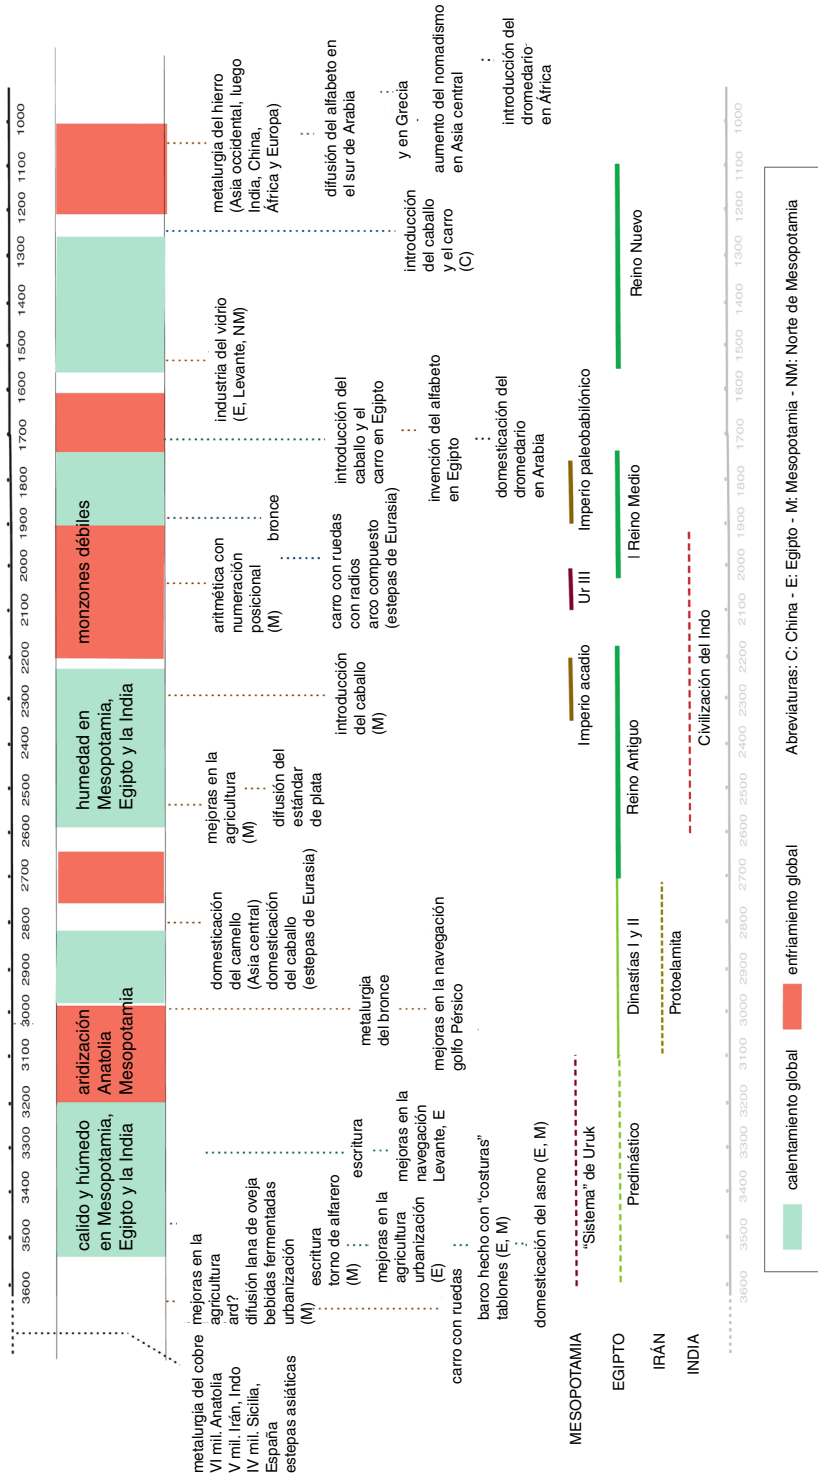 3600 3500 3400 3300 3200 3100 3000 2900 2800 2700 2600 2500 2400 2300 2200 2100 2000 1900 1800 1700 1600 1500 1400 1300 1200 1100 1000
calido y húmedo
en Mesopotamia,
Egipto y la India
aridización
Anatolia
Mesopotamia
humedad en
Mesopotamia,
Egipto y la India
monzones débiles
metalurgia del cobre
VI mil. Anatolia
V mil. Irán, Indo
IV mil. Sicilia,
España
estepas asiáticas
mejoras en la
agricultura
ard?
difusión lana de oveja
bebidas fermentadas
urbanización
(M)
escritura
torno de alfarero
(M)
mejoras en la
agricultura
urbanización
(E)
carro con ruedas
barco hecho con "costuras"
tablones (E, M)
domesticación del asno (E, M)
escritura
mejoras en la
navegación
Levante, E
metalurgia
del bronce
mejoras en la navegación
golfo Pérsico
domesticación
del camello
(Asia central)
domesticación
del caballo
(estepas de Eurasia)
mejoras en la
agricultura
(M)
difusión del
estándar
de plata
introducción
del caballo
(M)
aritmética con
numeración
posicional
(M)
bronce
carro con ruedas
con radios
arco compuesto
(estepas de Eurasia)
introducción del
caballo y el
carro en Egipto
invención del alfabeto
en Egipto
domesticación del
dromedario
en Arabia
industria del vidrio
(E, Levante, NM)
introducción
del caballo
y el carro
(C)
metalurgia del hierro
(Asia occidental, luego
India, China,
África y Europa)
difusión del alfabeto en
el sur de Arabia
y en Grecia
aumento del nomadismo
en Asia central
introducción del
dromedario
en África
MESOPOTAMIA
"Sistema" de Uruk
Imperio acadio
Ur III
Imperio paleobabilónico
EGIPTO
Predinástico
Dinastías I y II
Reino Antiguo
I Reino Medio
Reino Nuevo
IRÁN
Protoelamita
INDIA
Civilización del Indo
3600 3500 3400 3300 3200 3100 3000 2900 2800 2700 2600 2500 2400 2300 2200 2100 2000 1900 1800 1700 1600 1500 1400 1300 1200 1100 1000
calentamiento global
enfriamiento global
Abreviaturas: C: China - E: Egipto - M: Mesopotamia - NM: Norte de Mesopotamia